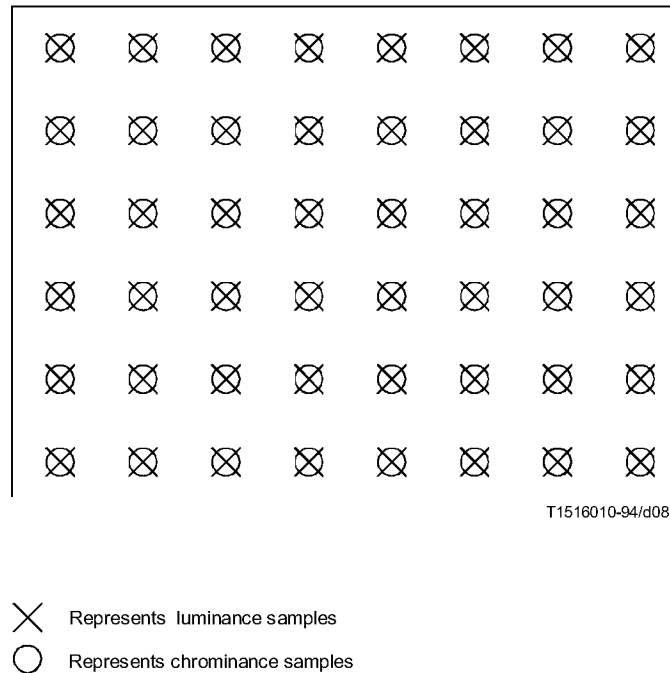 T1516010-94/d08
Represents luminance samples
Represents chrominance samples